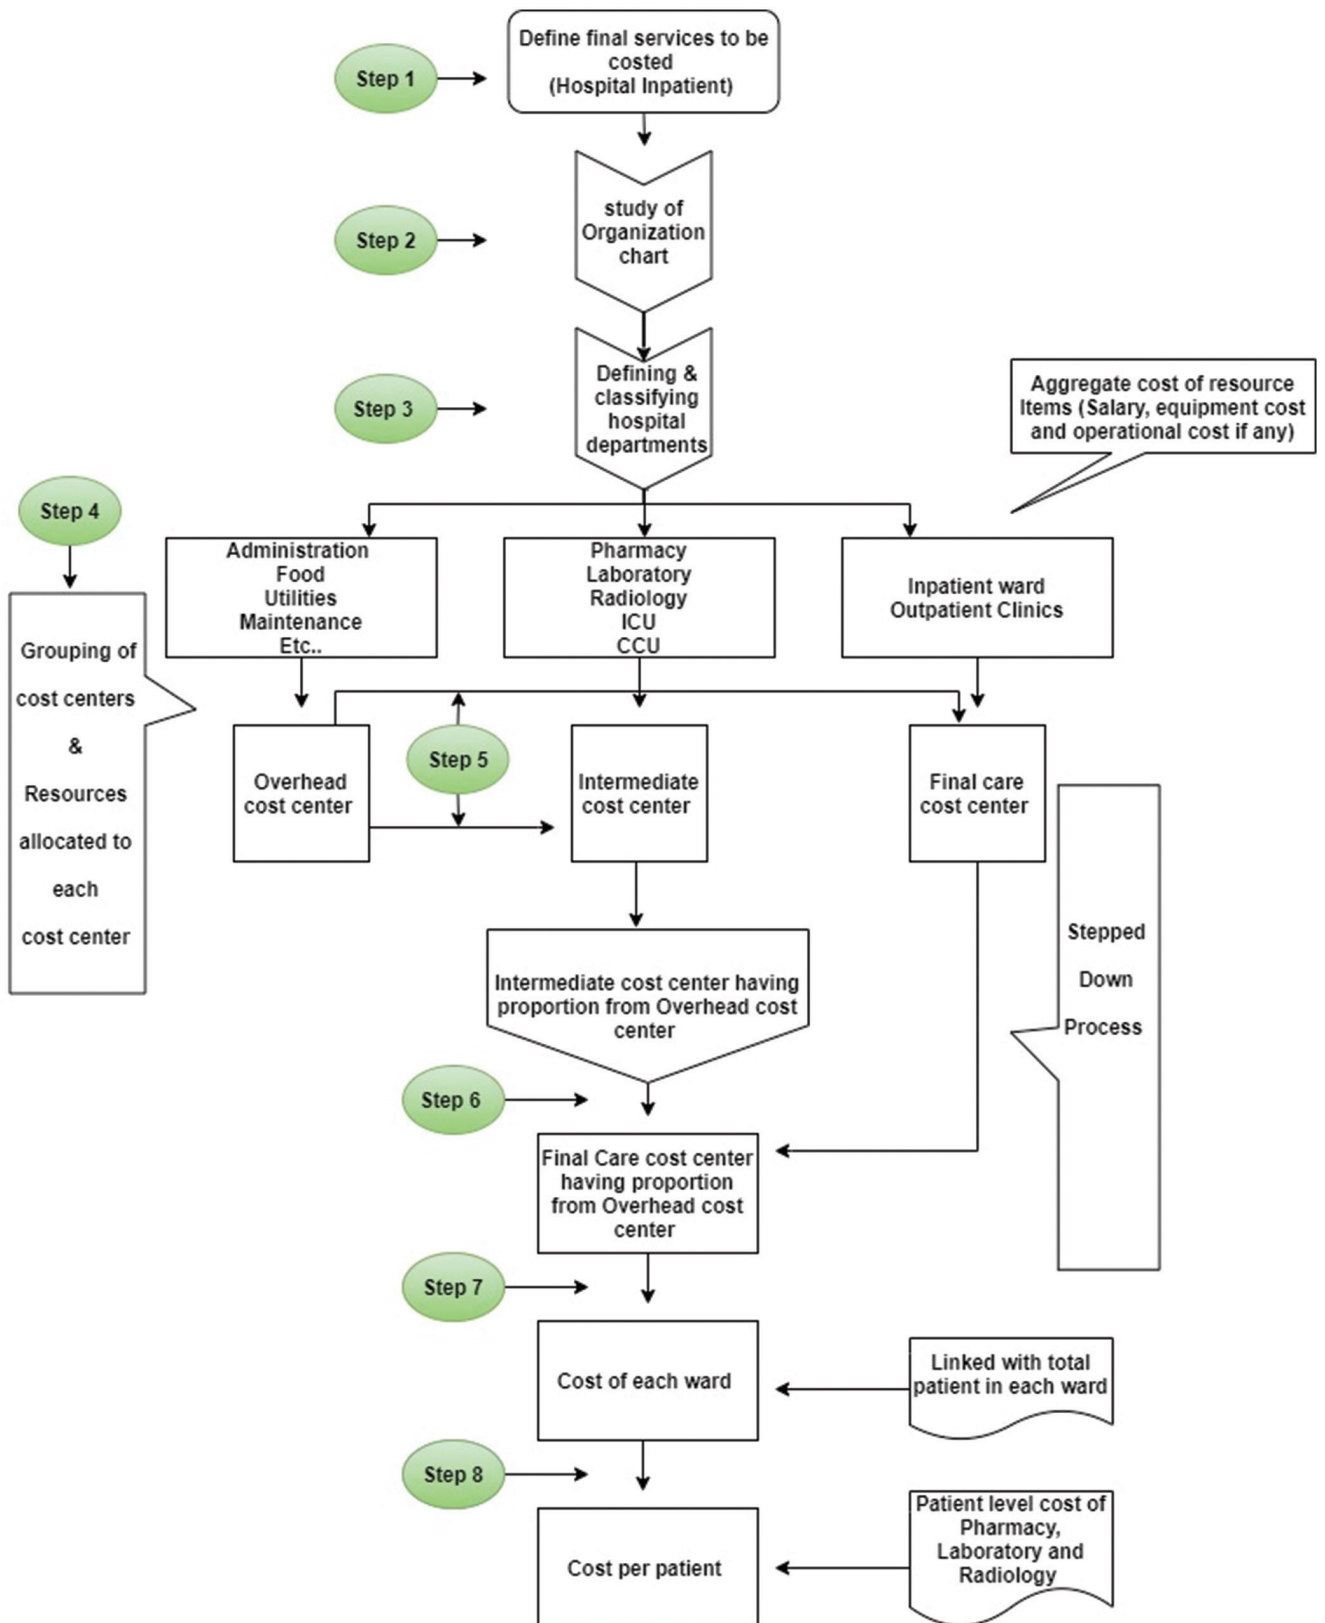 Step 1
Define final services to be
costed
(Hospital Inpatient)
Step 2
study of
Organization
chart
Step 3
Defining &
classifying
hospital
departments
Aggregate cost of resource
Items (Salary, equipment cost
and operational cost if any)
Step 4
Grouping of
cost centers
&
Resources
allocated to
each
cost center
Administration
Food
Utilities
Maintenance
Etc..
Pharmacy
Laboratory
Radiology
ICU
CCU
Inpatient ward
Outpatient Clinics
Overhead
cost center
Step 5
Intermediate
cost center
Final care
cost center
Stepped
Down
Process
Intermediate cost center having
proportion from Overhead cost
center
Step 6
Final Care cost center
having proportion
from Overhead cost
center
Step 7
Cost of each ward
Linked with total
patient in each ward
Step 8
Cost per patient
Patient level cost of
Pharmacy,
Laboratory and
Radiology